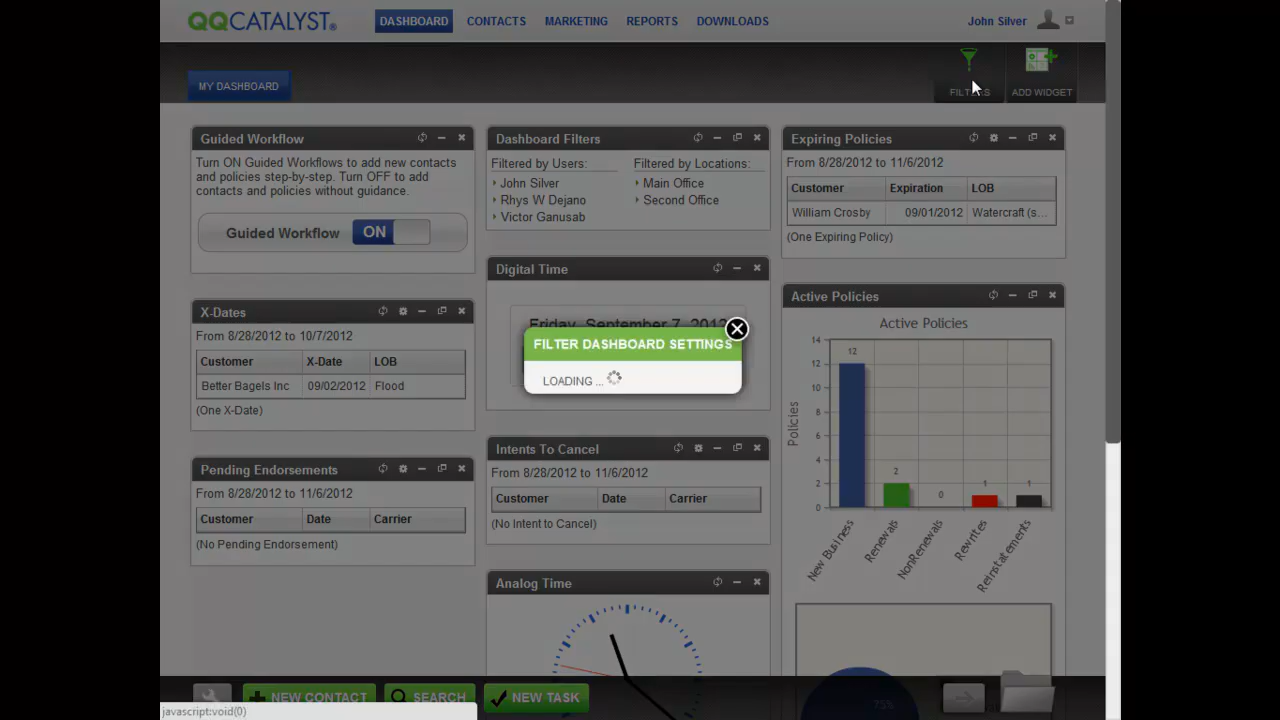 QQCATALYST®
DASHBOARD
CONTACTS
MARKETING
REPORTS
DOWNLOADS
John Silver
MY DASHBOARD
FILTERS
ADD WIDGET
Guided Workflow
Turn ON Guided Workflows to add new contacts
and policies step-by-step. Turn OFF to add
contacts and policies without guidance.
Guided Workflow
ON
X-Dates
From 8/28/2012 to 10/7/2012
Customer X-Date LOB
Better Bagels Inc 09/02/2012 Flood
(One X-Date)
Pending Endorsements
From 8/28/2012 to 11/6/2012
Customer Date Carrier
(No Pending Endorsement)
Dashboard Filters
Filtered by Users: Filtered by Locations:
John Silver Main Office
Rhys W Dejano Second Office
Victor Ganusab
Digital Time
Friday, September 7, 2012
FILTER DASHBOARD SETTINGS
LOADING ...
Intents To Cancel
From 8/28/2012 to 11/6/2012
Customer Date Carrier
(No Intent to Cancel)
Analog Time
Expiring Policies
From 8/28/2012 to 11/6/2012
Customer Expiration LOB
William Crosby 09/01/2012 Watercraft (s...
(One Expiring Policy)
Active Policies
Active Policies
Policies
14
12
10
8
6
4
2
0
12
2
0
1
1
New Business
Renewals
NonRenewals
Rewrites
Reinstatements
75%
NEW CONTACT
SEARCH
NEW TASK
javascript:void(0)